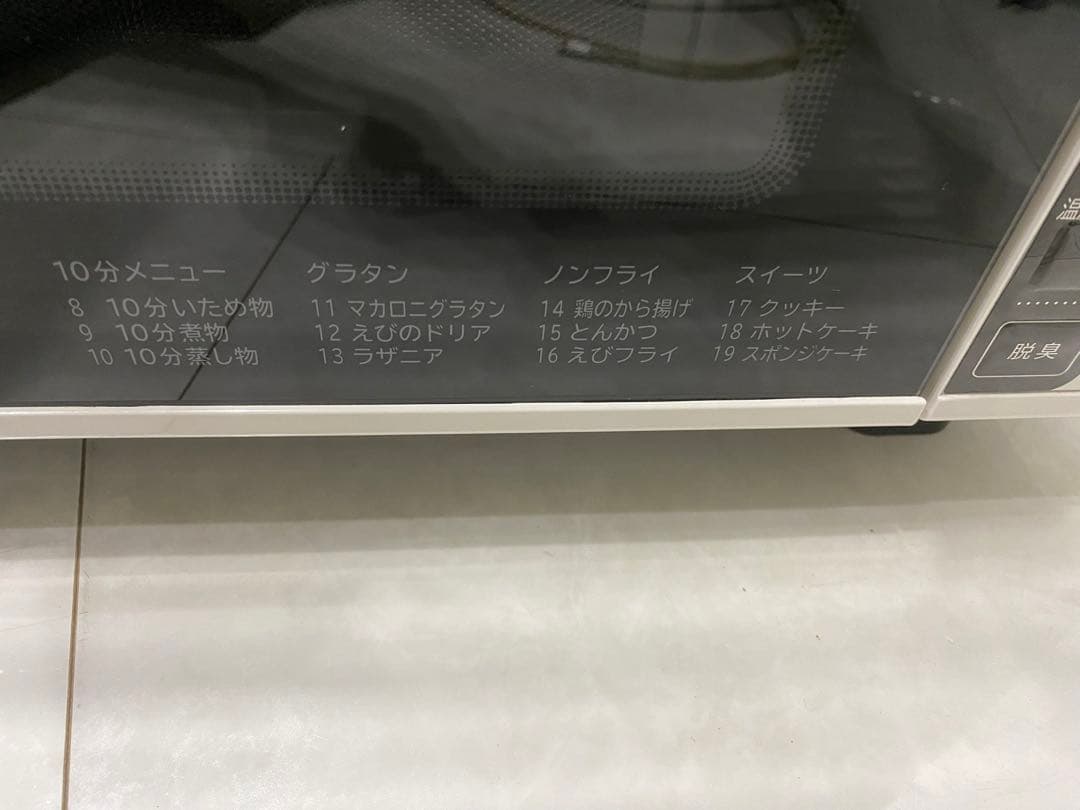 10分メニュー
8 10分いため物
9 10分煮物
10 10分蒸し物
グラタン
11 マカロニグラタン
12 えびのドリア
13 ラザニア
ノンフライ
14 鶏のから揚げ
15 とんかつ
16 えびフライ
スイーツ
17 クッキー
18 ホットケーキ
19 スポンジケーキ
温
脱臭